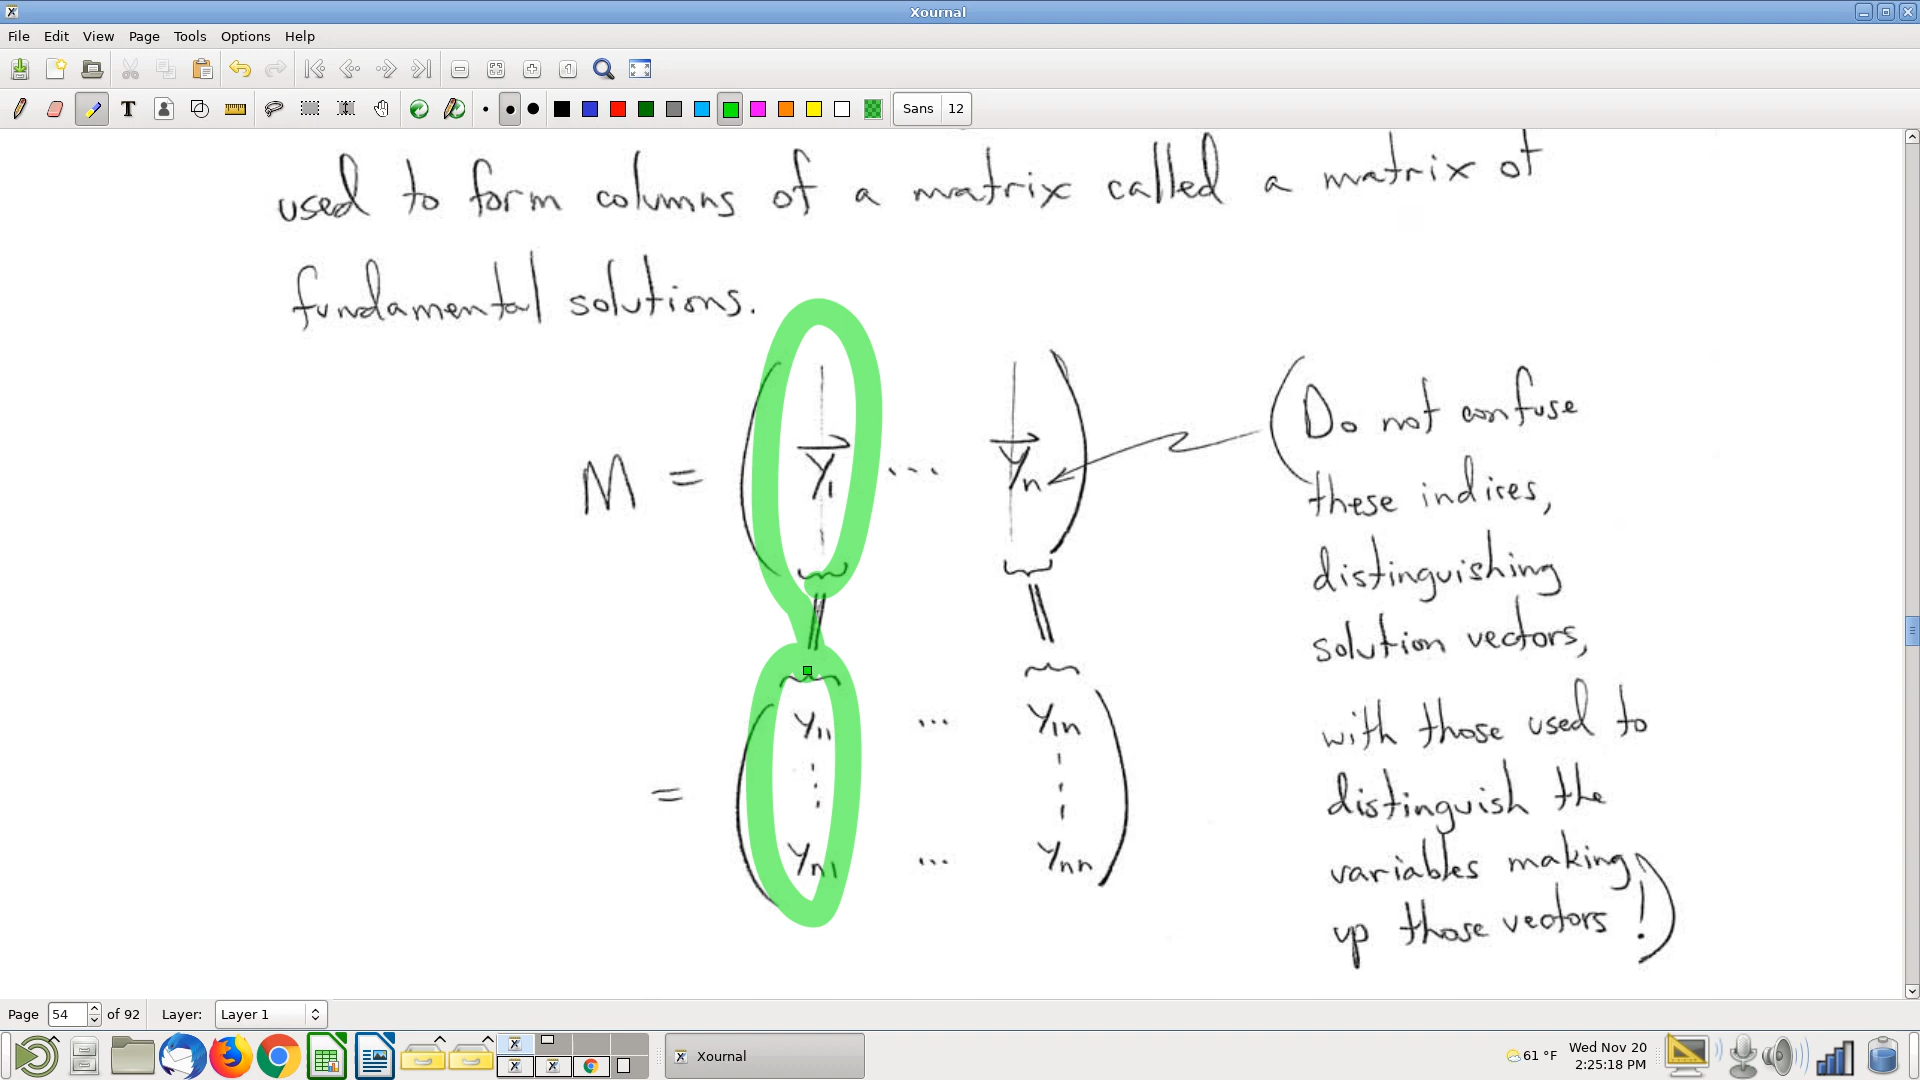 Xournal
File Edit View Page Tools Options Help
Sans 12
used to form columns of a matrix called a matrix of
fundamental solutions.
M = ( Y⃗₁ ... Y⃗ₙ )
= ( y₁₁ ... y₁ₙ
⋮ ⋮
yₙ₁ ... yₙₙ )
(Do not confuse
these indices,
distinguishing
solution vectors,
with those used to
distinguish the
variables making
up those vectors!)
Page 54 of 92 Layer: Layer 1
Xournal
61 °F
Wed Nov 20
2:25:18 PM